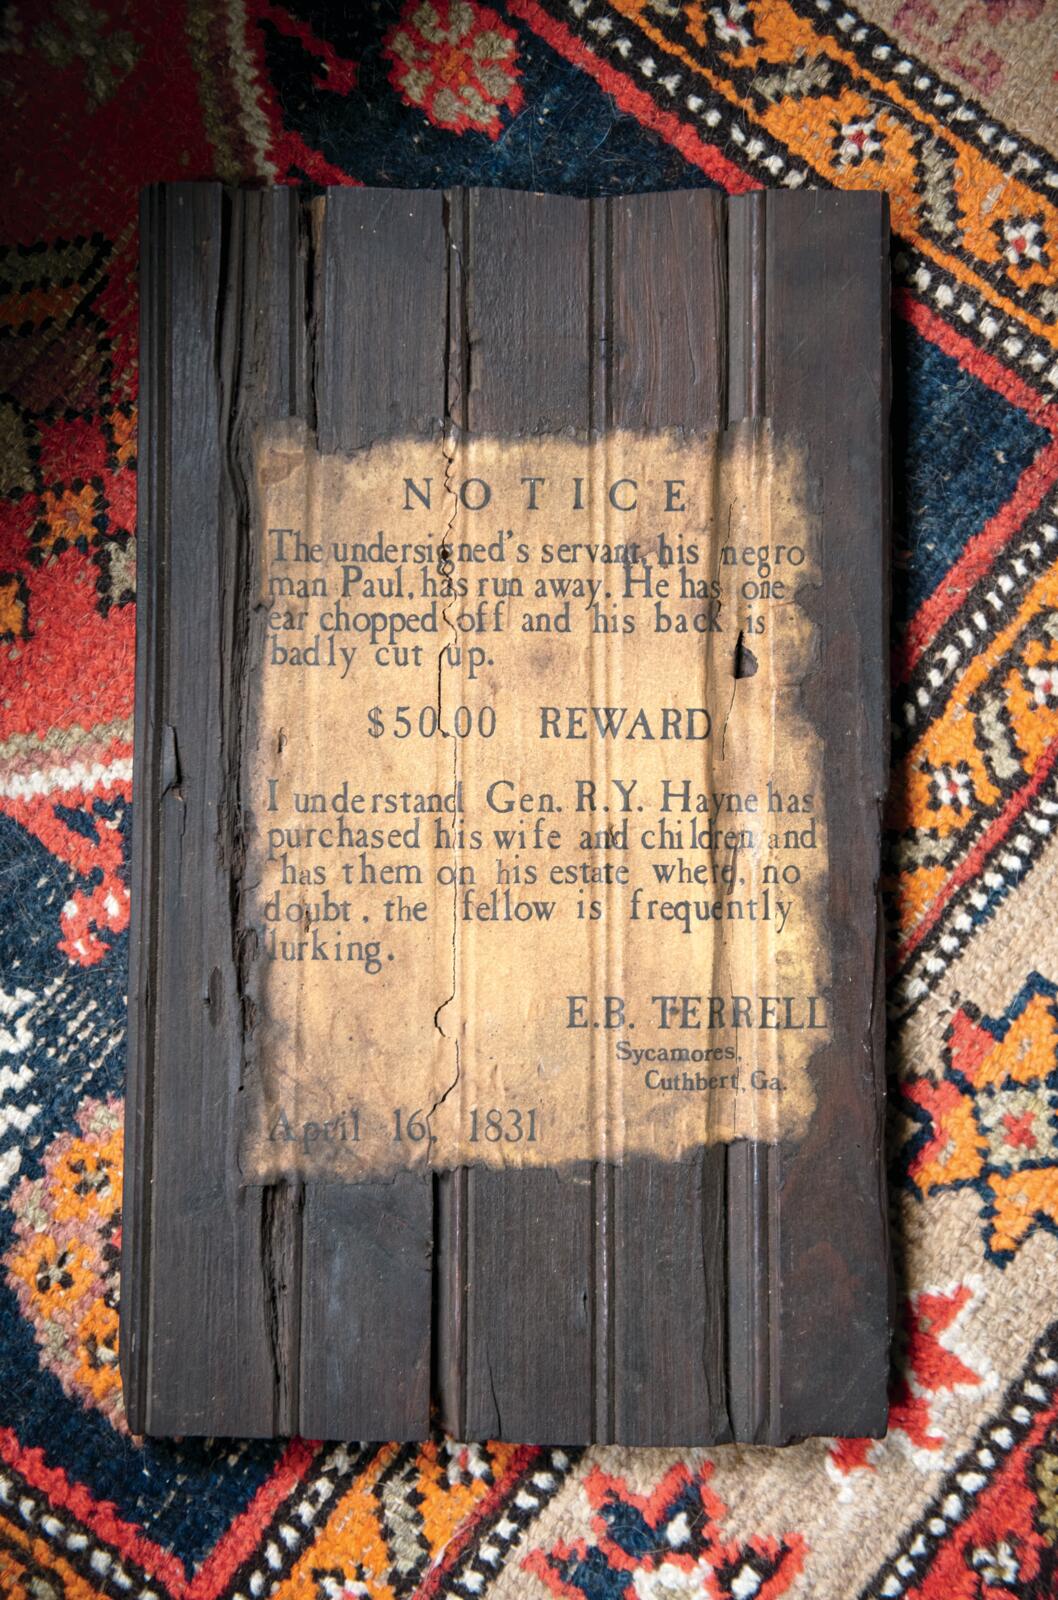 NOTICE
The undersigned's servant, his negro
man Paul, has run away. He has one
ear chopped off and his back is
badly cut up.
$50.00 REWARD
I understand Gen. R.Y. Hayne has
purchased his wife and children and
has them on his estate where, no
doubt, the fellow is frequently
lurking.
E.B. TERRELL
Sycamores,
Cuthbert, Ga.
April 16, 1831